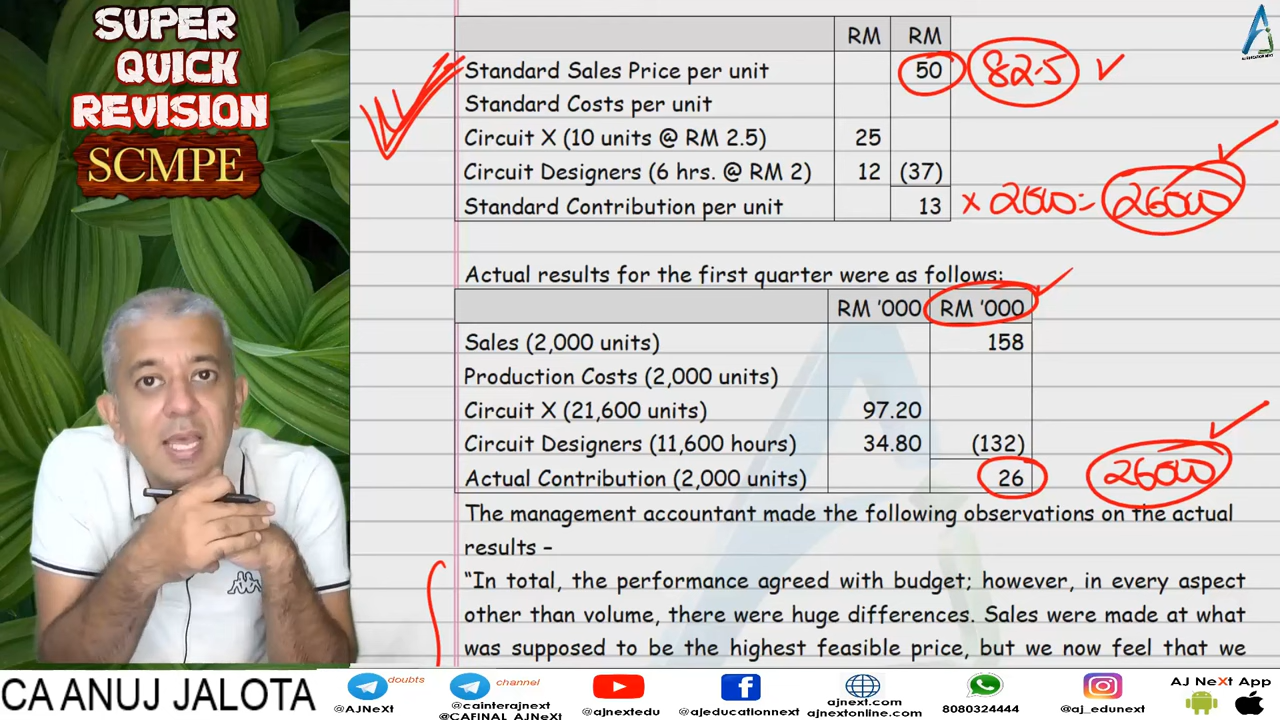 SUPER
QUICK
REVISION
SCMPE
RM RM
Standard Sales Price per unit 50 82.5
Standard Costs per unit
Circuit X (10 units @ RM 2.5) 25
Circuit Designers (6 hrs. @ RM 2) 12 (37)
Standard Contribution per unit 13 × 2000 = 26000
Actual results for the first quarter were as follows:
RM '000 RM '000
Sales (2,000 units) 158
Production Costs (2,000 units)
Circuit X (21,600 units) 97.20
Circuit Designers (11,600 hours) 34.80 (132)
Actual Contribution (2,000 units) 26 26000
The management accountant made the following observations on the actual
results –
“In total, the performance agreed with budget; however, in every aspect
other than volume, there were huge differences. Sales were made at what
was supposed to be the highest feasible price, but we now feel that we
CA ANUJ JALOTA
doubts
@AJNeXt
channel
@cainterajnext
@CAFINAL_AJNeXt
@ajnextedu
@ajeducationnext
ajnext.com
ajnextonline.com
8080324444
@aj_edunext
AJ NeXt App